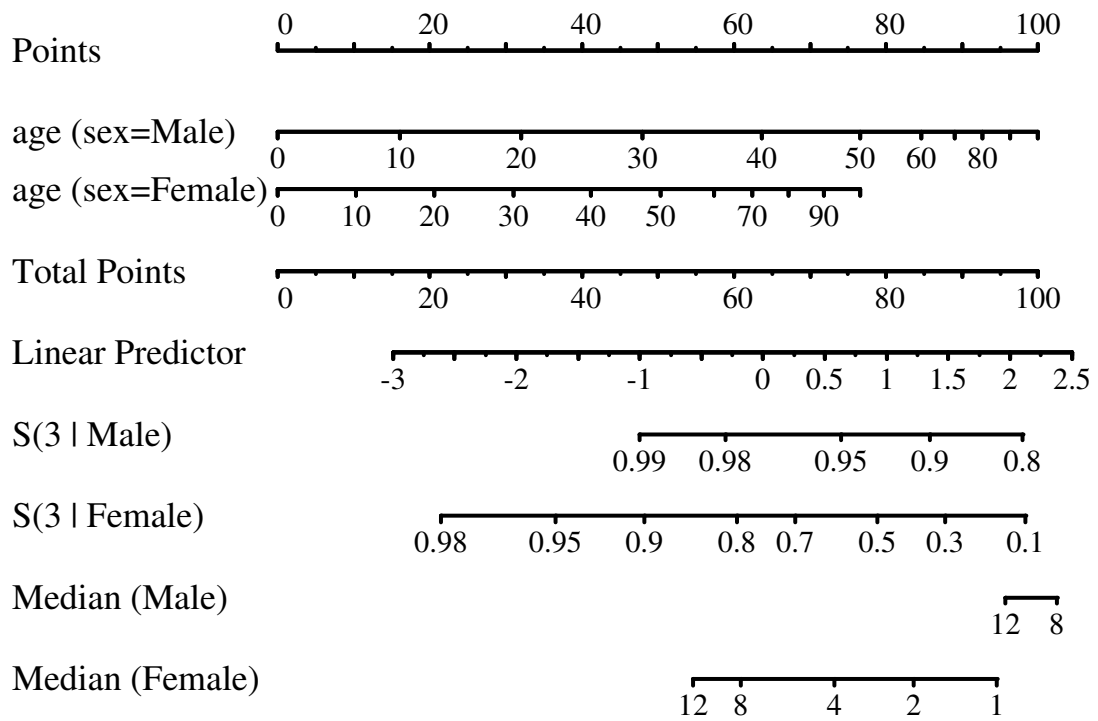 0 20 40 60 80 100
Points
age (sex=Male)
0 10 20 30 40 50 60 80
age (sex=Female)
0 10 20 30 40 50 70 90
Total Points
0 20 40 60 80 100
Linear Predictor
-3 -2 -1 0 0.5 1 1.5 2 2.5
S(3 | Male)
0.99 0.98 0.95 0.9 0.8
S(3 | Female)
0.98 0.95 0.9 0.8 0.7 0.5 0.3 0.1
Median (Male)
12 8
Median (Female)
12 8 4 2 1